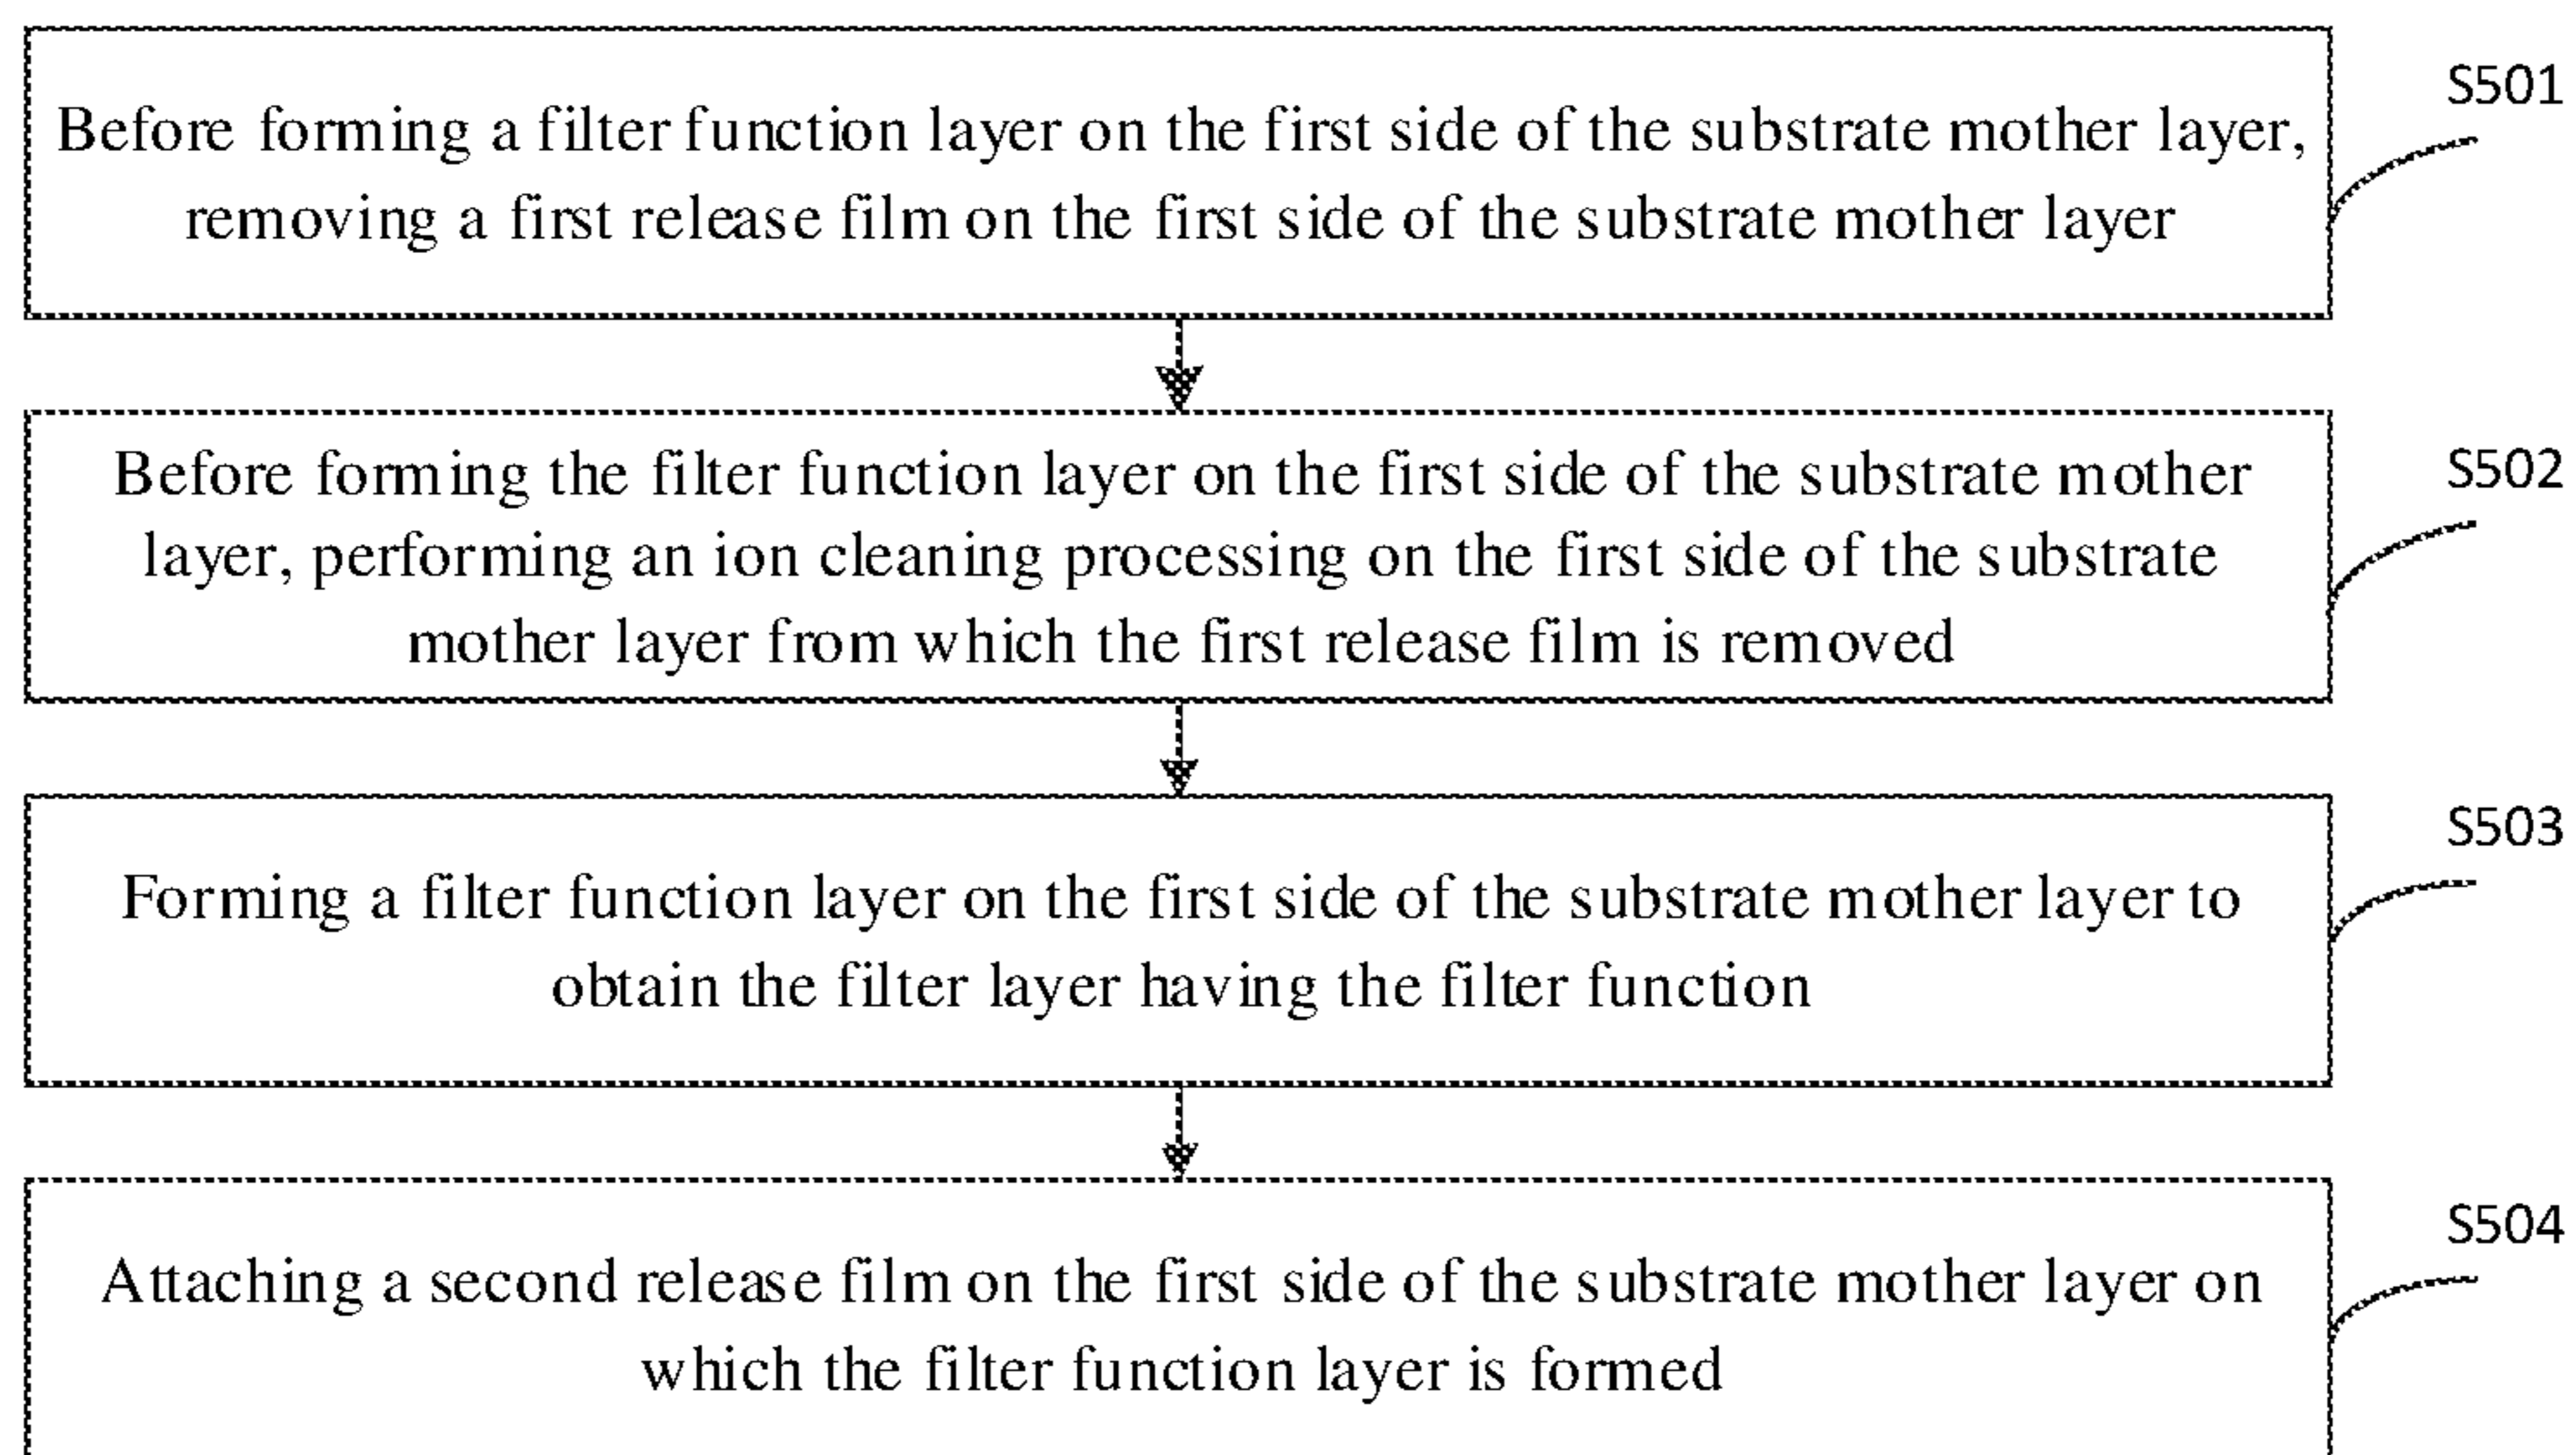 Before forming a filter function layer on the first side of the substrate mother layer,
removing a first release film on the first side of the substrate mother layer
S501
Before forming the filter function layer on the first side of the substrate mother
layer, performing an ion cleaning processing on the first side of the substrate
mother layer from which the first release film is removed
S502
Forming a filter function layer on the first side of the substrate mother layer to
obtain the filter layer having the filter function
S503
Attaching a second release film on the first side of the substrate mother layer on
which the filter function layer is formed
S504